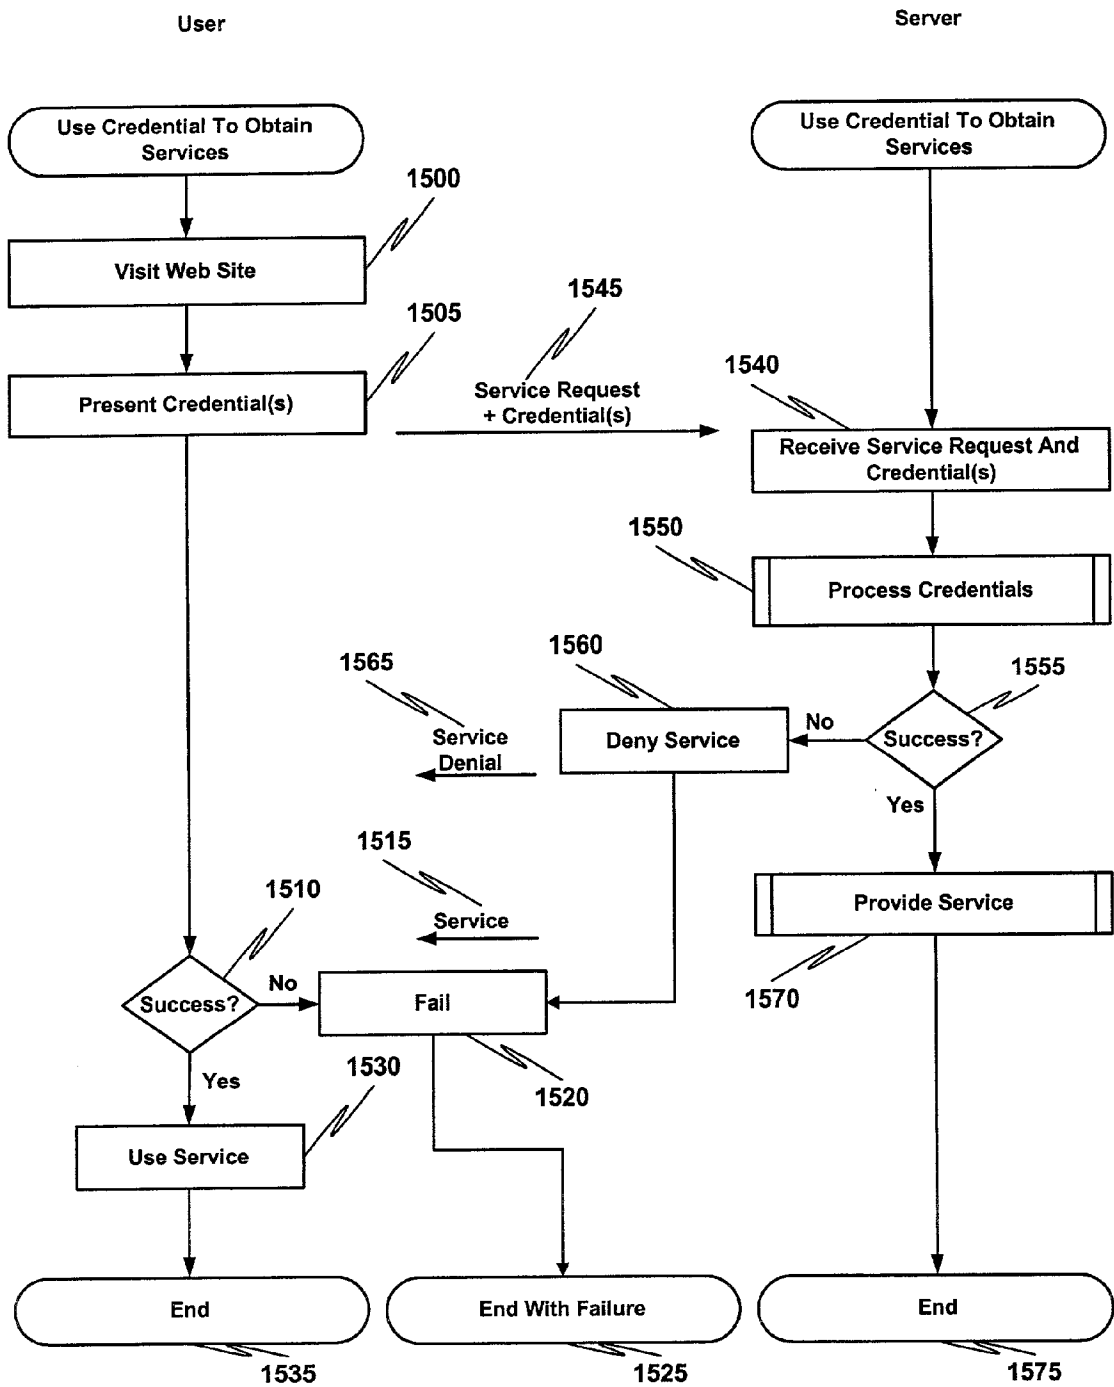 User
Server
Use Credential To Obtain
Services
Use Credential To Obtain
Services
1500
Visit Web Site
1545
1505
1540
Present Credential(s)
Service Request
+ Credential(s)
Receive Service Request And
Credential(s)
1550
Process Credentials
1560
1565
1555
No
Service
Denial
Deny Service
Success?
Yes
1515
1510
Service
Provide Service
No
1570
Success?
Fail
1530
Yes
1520
Use Service
End
End With Failure
End
1535
1525
1575